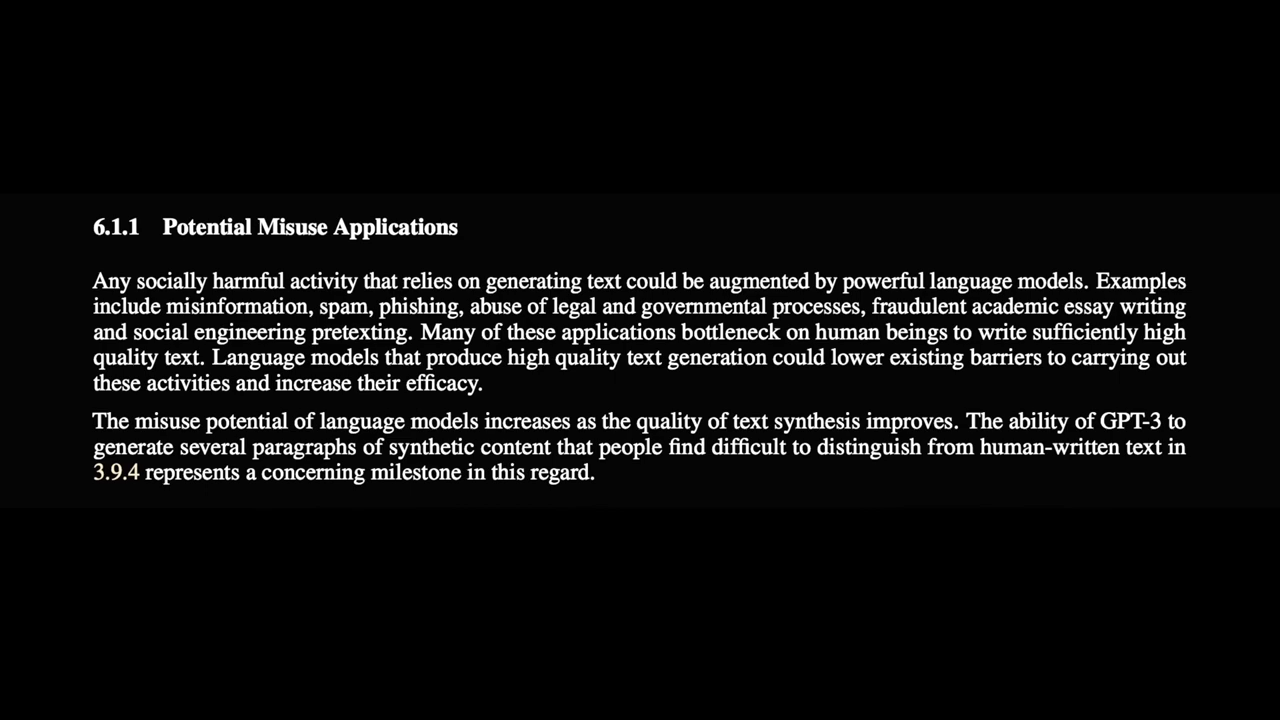 6.1.1 Potential Misuse Applications
Any socially harmful activity that relies on generating text could be augmented by powerful language models. Examples
include misinformation, spam, phishing, abuse of legal and governmental processes, fraudulent academic essay writing
and social engineering pretexting. Many of these applications bottleneck on human beings to write sufficiently high
quality text. Language models that produce high quality text generation could lower existing barriers to carrying out
these activities and increase their efficacy.
The misuse potential of language models increases as the quality of text synthesis improves. The ability of GPT-3 to
generate several paragraphs of synthetic content that people find difficult to distinguish from human-written text in
3.9.4 represents a concerning milestone in this regard.